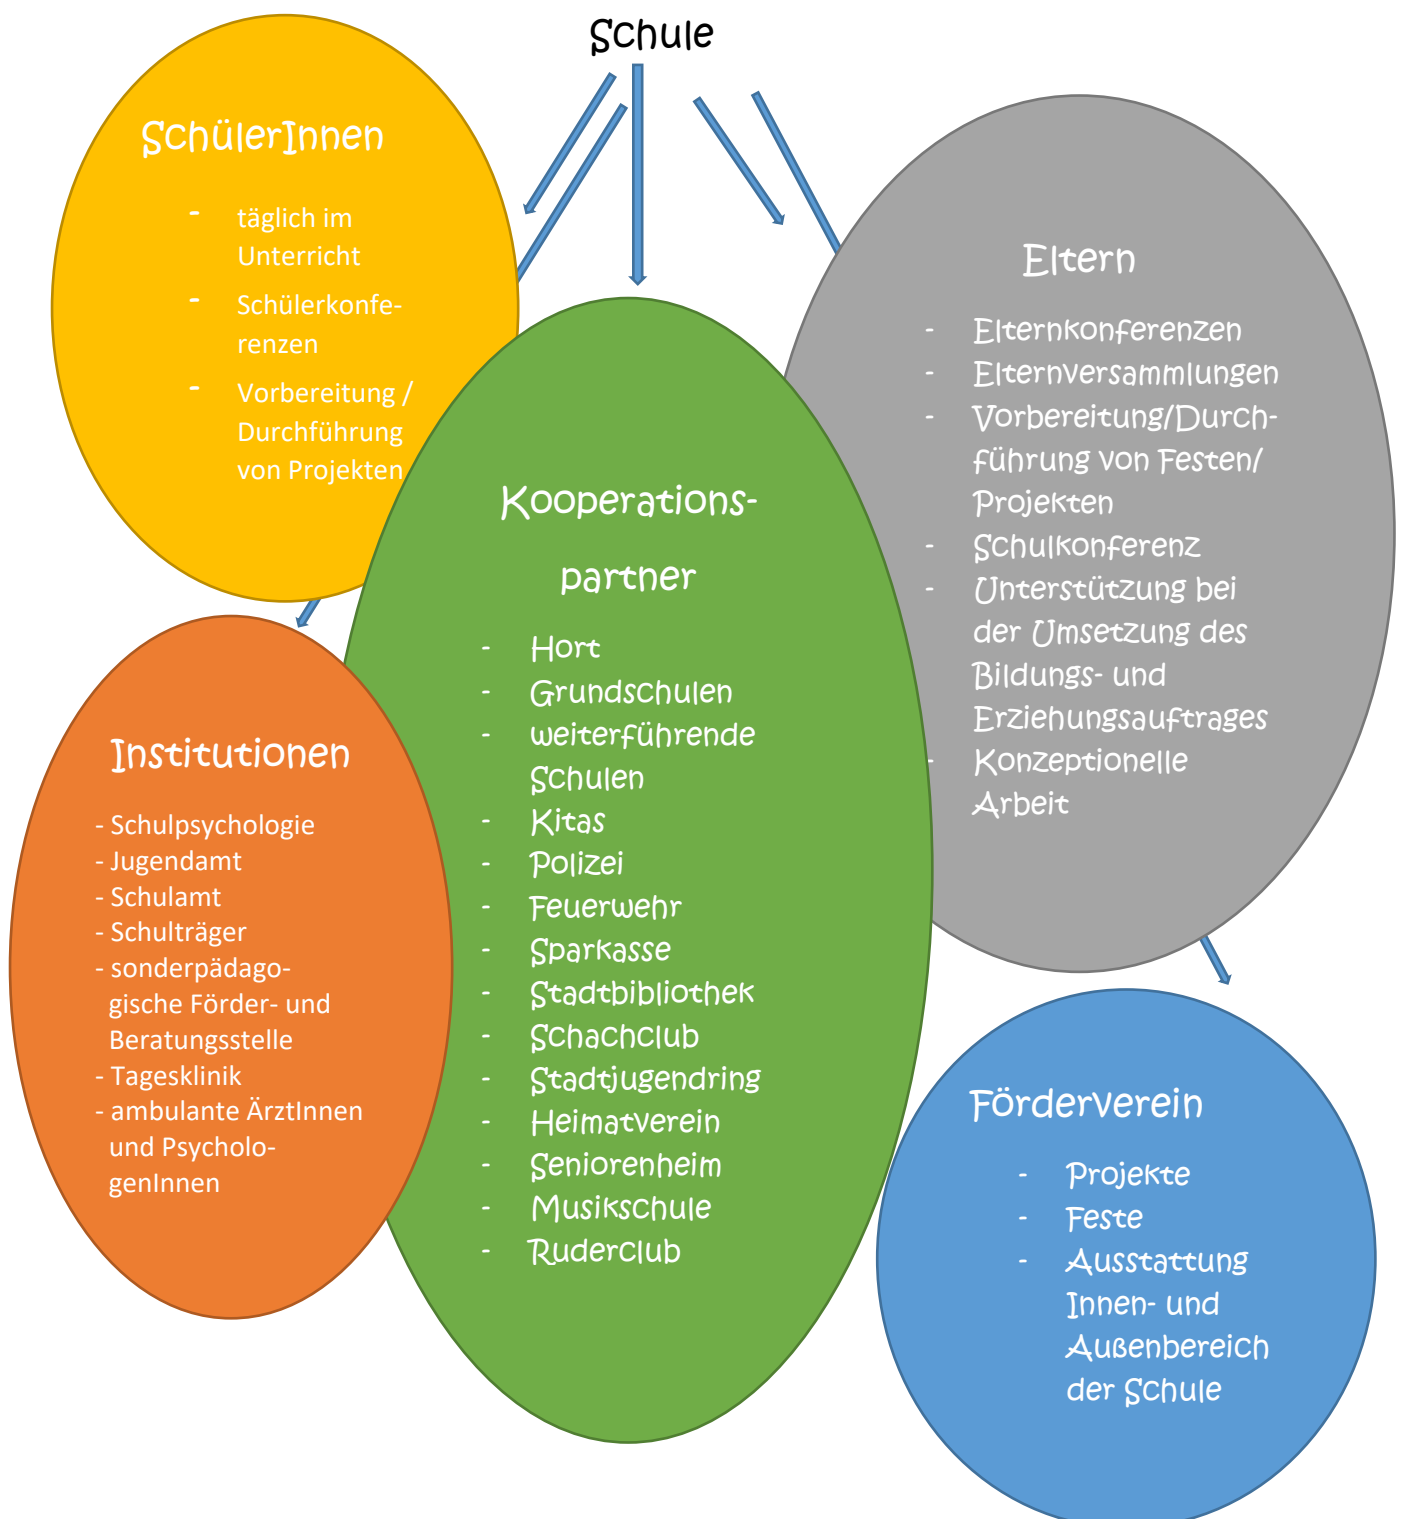 Schule
SchülerInnen
- täglich im
Unterricht
- Schülerkonfe-
renzen
- Vorbereitung /
Durchführung
von Projekten
Eltern
- Elternkonferenzen
- Elternversammlungen
- Vorbereitung/Durch-
führung von Festen/
Projekten
- Schulkonferenz
- Unterstützung bei
der Umsetzung des
Bildungs- und
Erziehungsauftrages
- Konzeptionelle
Arbeit
Kooperations-
partner
- Hort
- Grundschulen
- weiterführende
Schulen
- Kitas
- Polizei
- Feuerwehr
- Sparkasse
- Stadtbibliothek
- Schachclub
- Stadtjugendring
- Heimatverein
- Seniorenheim
- Musikschule
- Ruderclub
Institutionen
- Schulpsychologie
- Jugendamt
- Schulamt
- Schulträger
- sonderpädago-
gische Förder- und
Beratungsstelle
- Tagesklinik
- ambulante ÄrztInnen
und Psycholo-
genInnen
Förderverein
- Projekte
- Feste
- Ausstattung
Innen- und
Außenbereich
der Schule